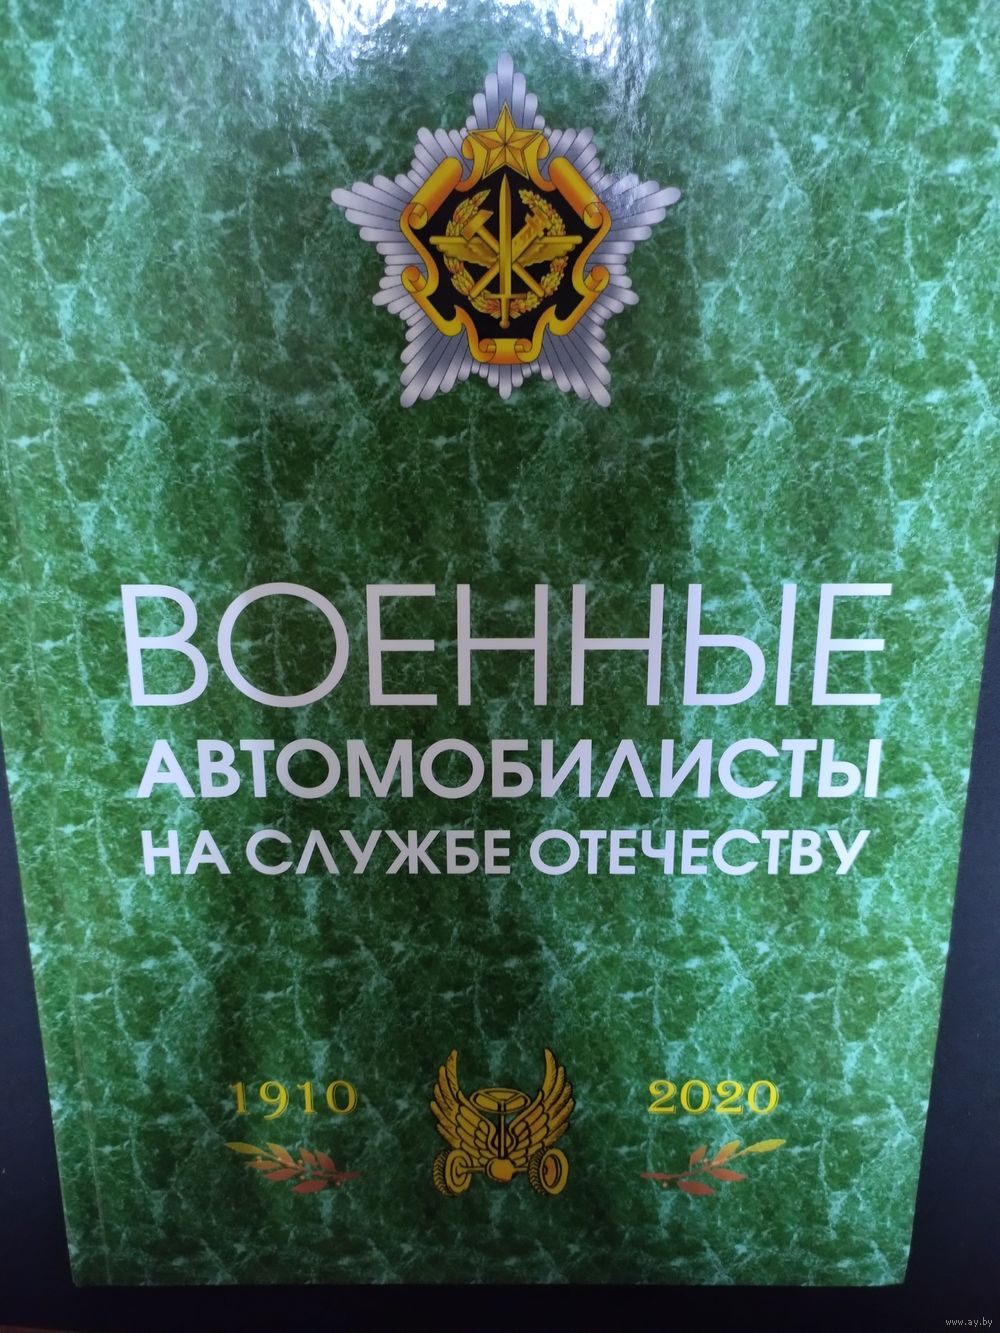 ВОЕННЫЕ
АВТОМОБИЛИСТЫ
НА СЛУЖБЕ ОТЕЧЕСТВУ
1910 2020
www.ay.by